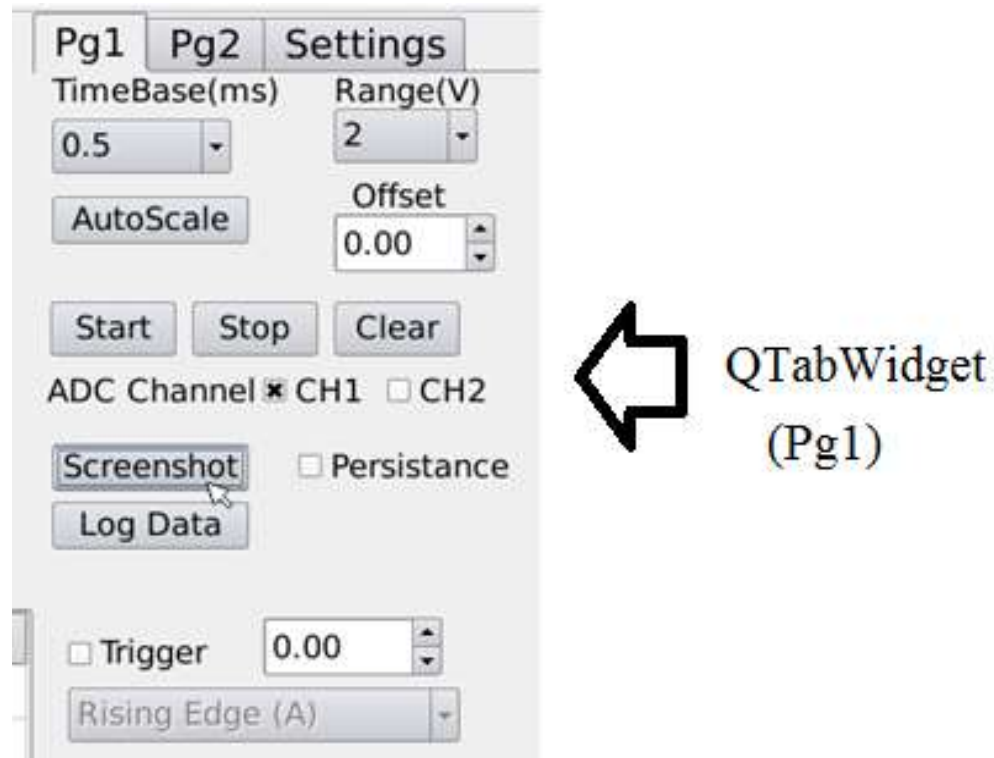 Pg1 Pg2 Settings
TimeBase(ms) Range(V)
0.5 2
AutoScale Offset
0.00
Start Stop Clear
ADC Channel CH1 CH2
Screenshot Persistance
Log Data
Trigger 0.00
Rising Edge (A)
QTabWidget
(Pg1)